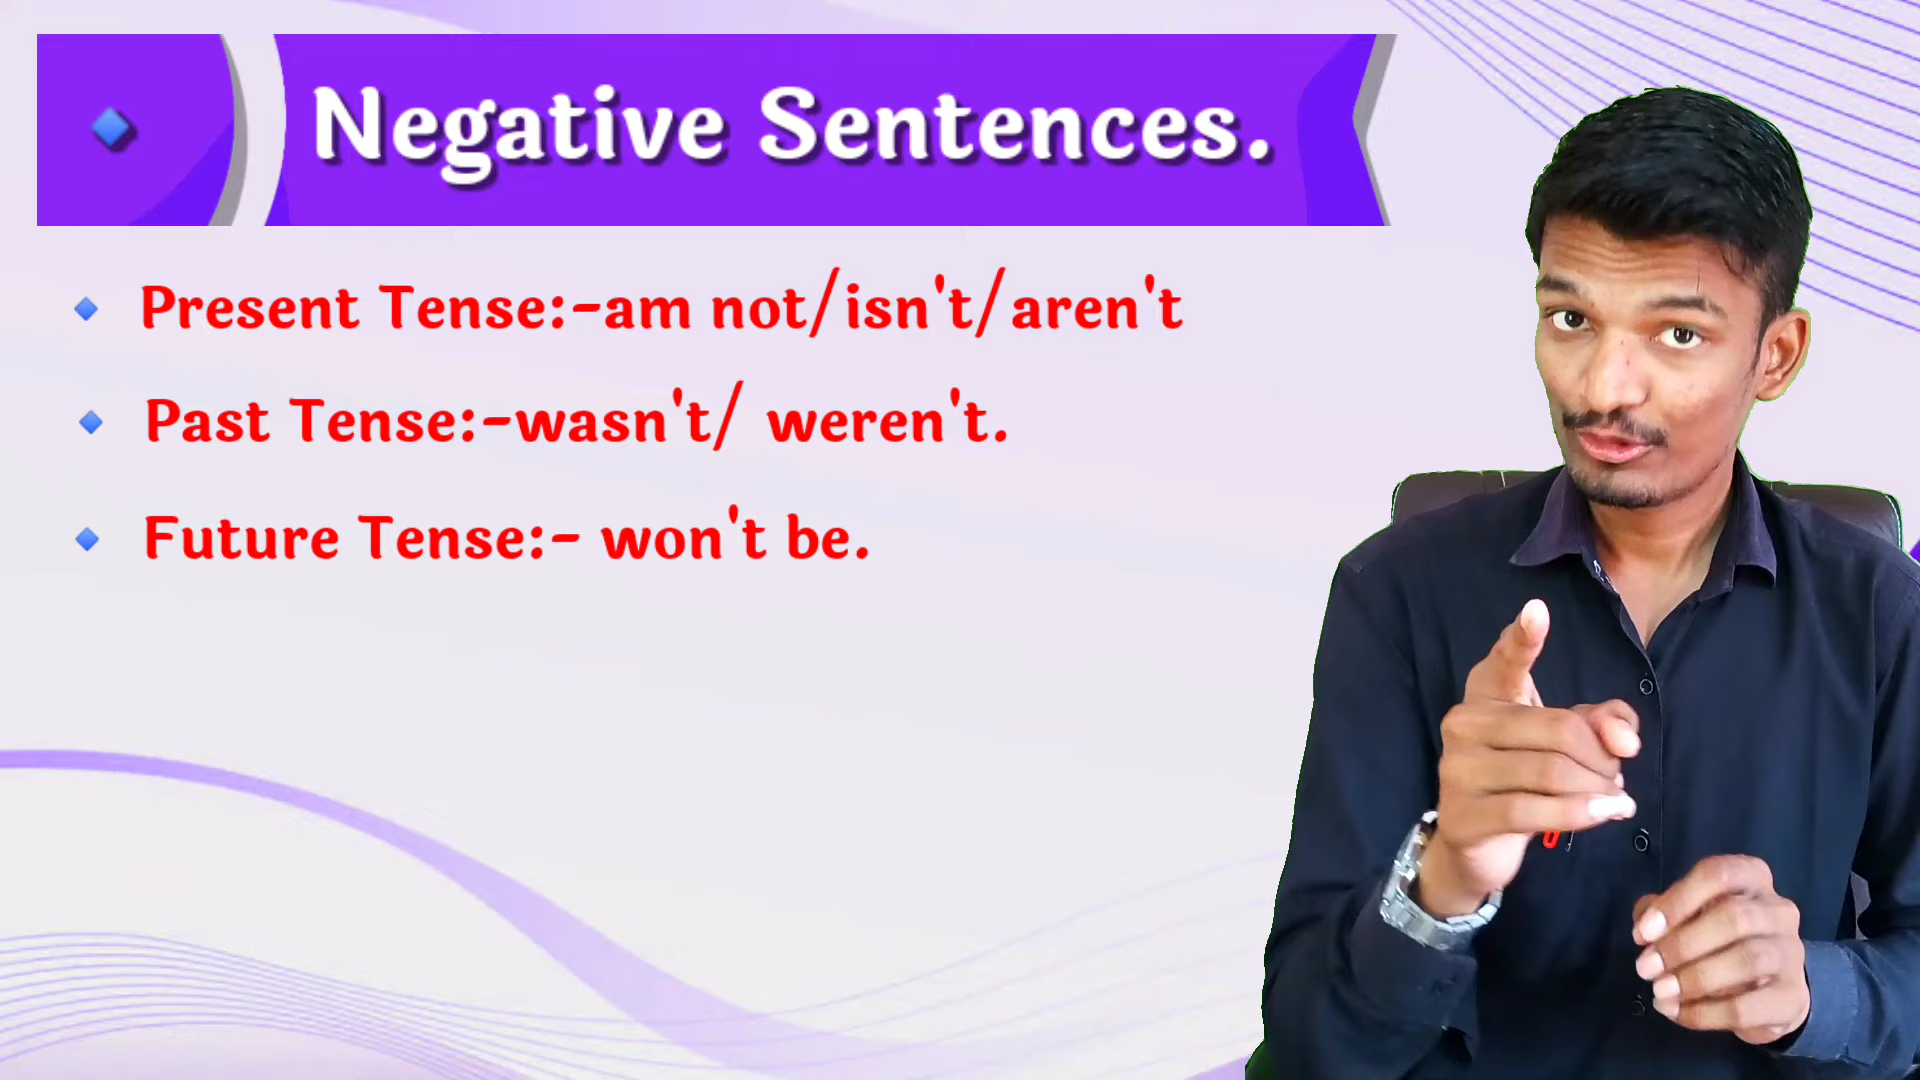 Negative Sentences.
Present Tense:-am not/isn't/aren't
Past Tense:-wasn't/ weren't.
Future Tense:- won't be.